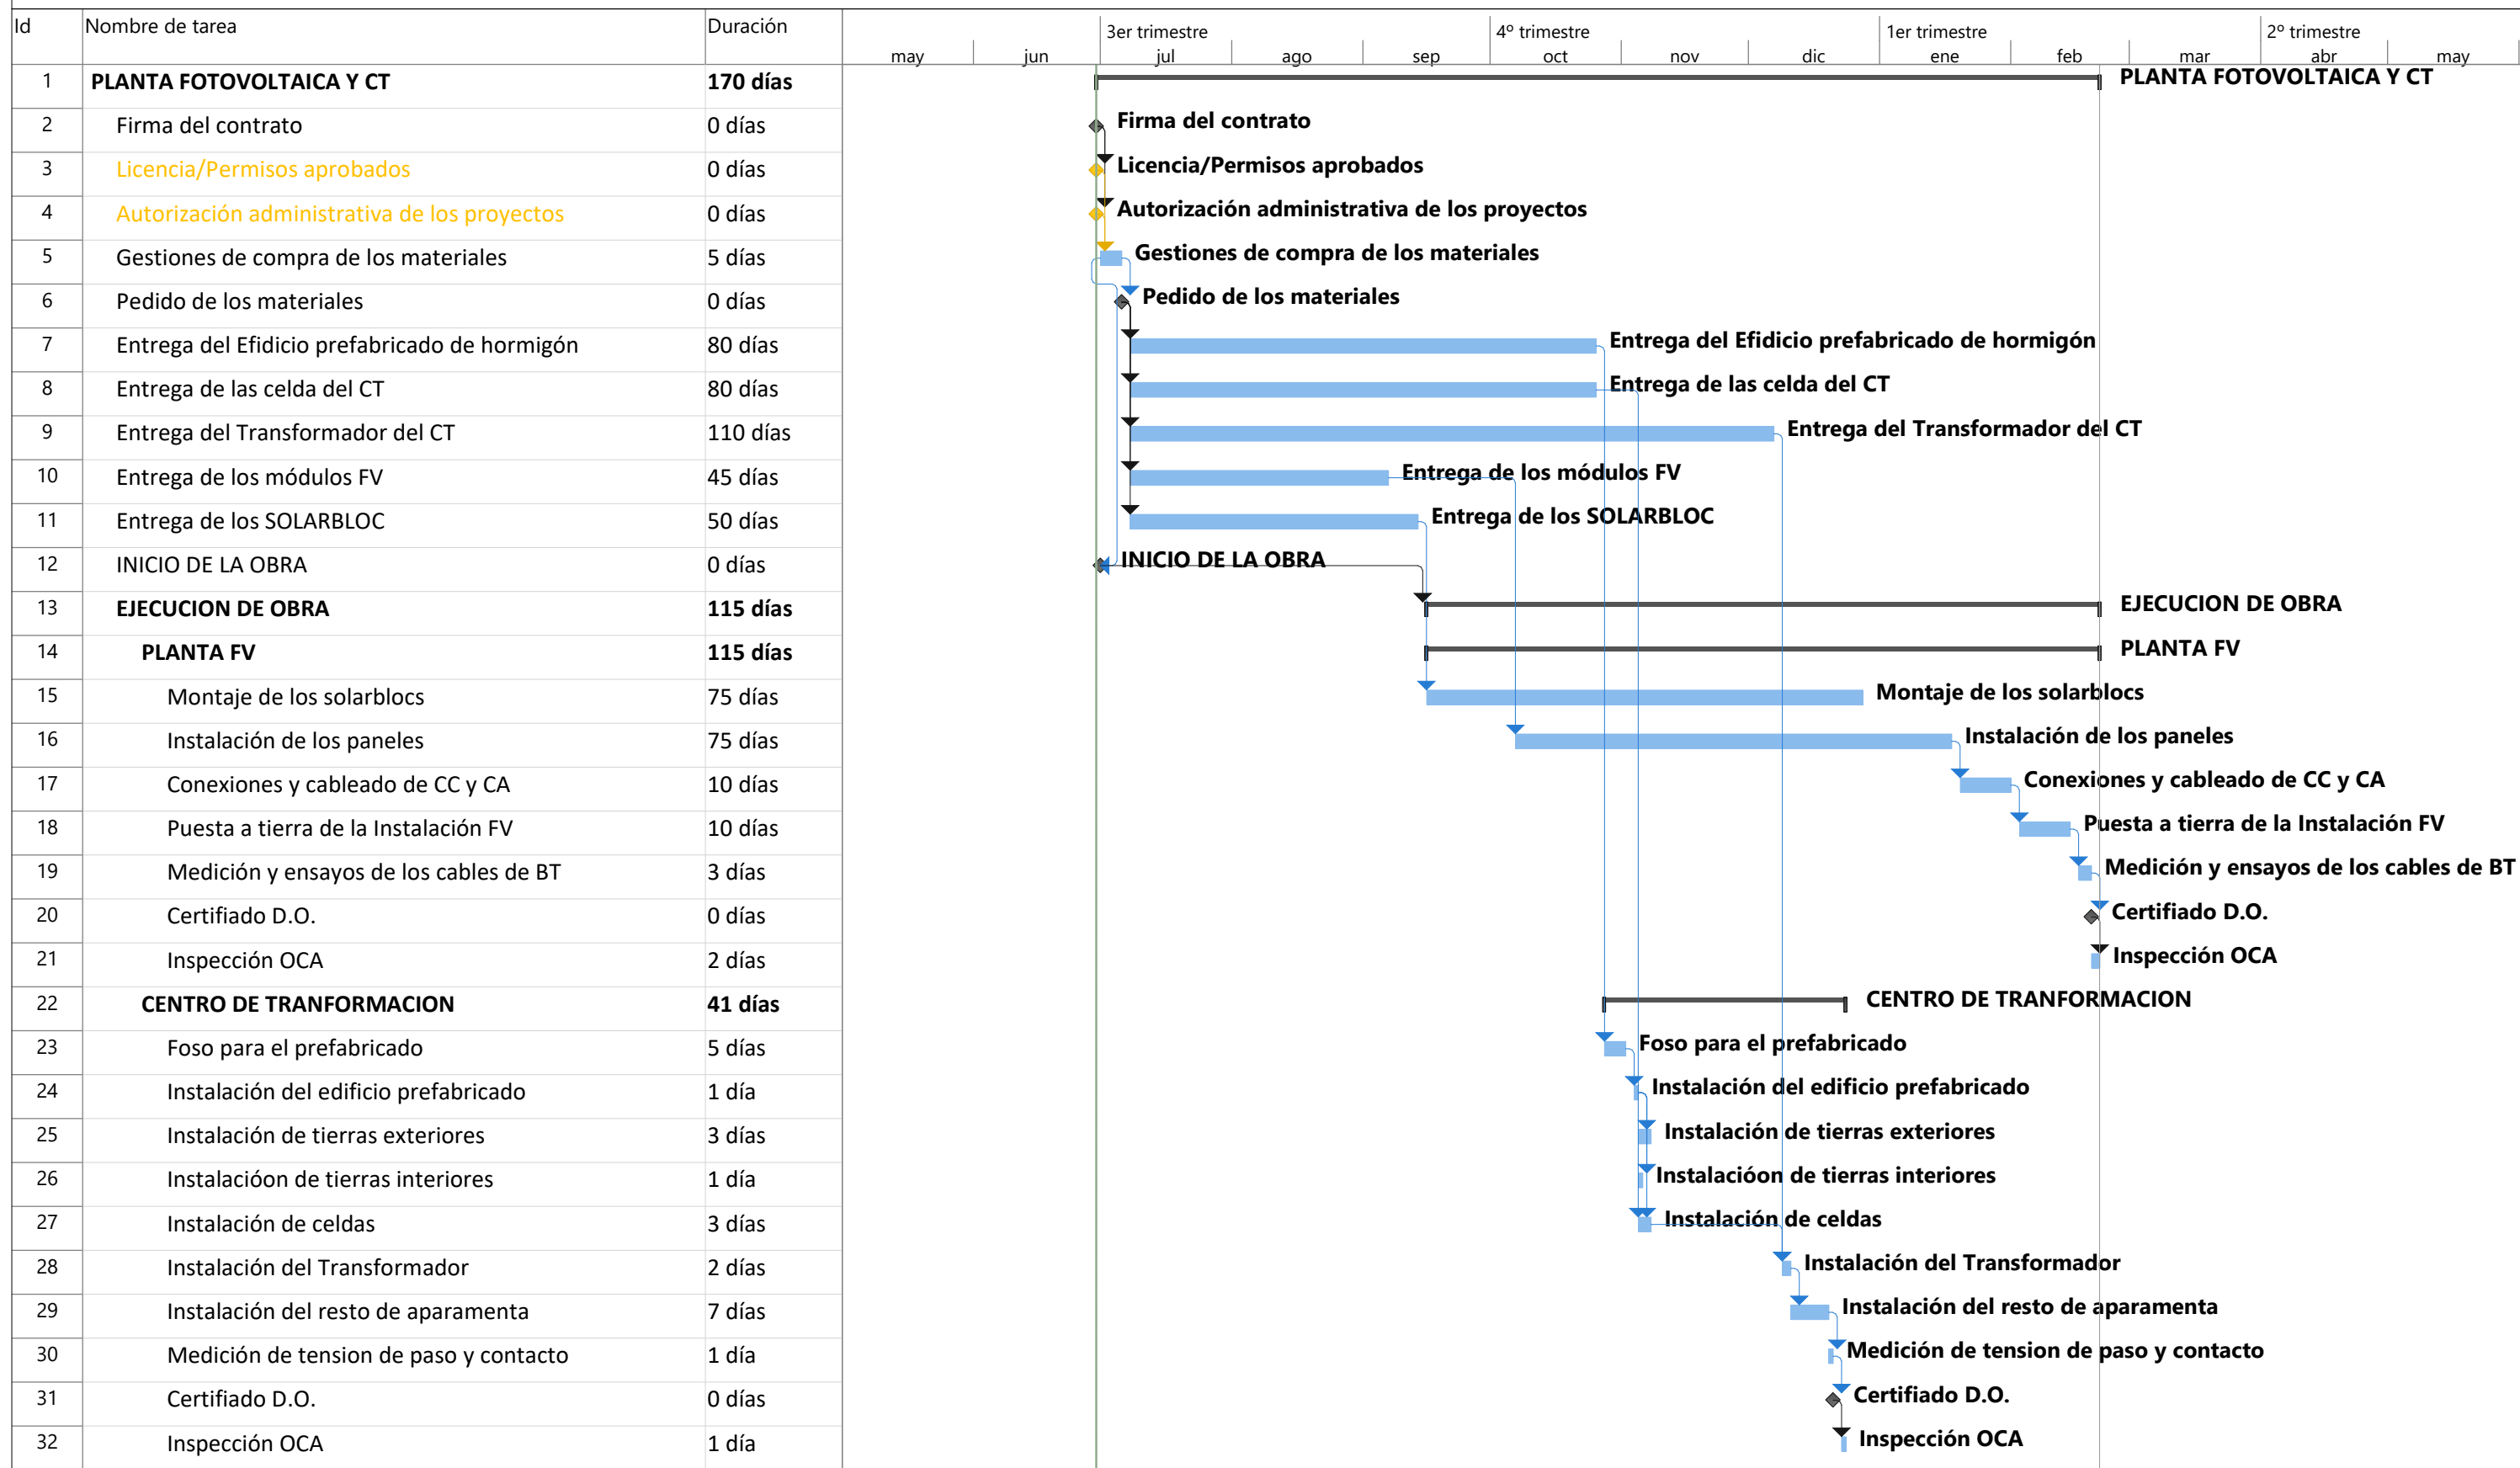 Id Nombre de tarea Duración
3er trimestre 4º trimestre 1er trimestre 2º trimestre
may jun jul ago sep oct nov dic ene feb mar abr may
1 PLANTA FOTOVOLTAICA Y CT 170 días PLANTA FOTOVOLTAICA Y CT
2 Firma del contrato 0 días Firma del contrato
3 Licencia/Permisos aprobados 0 días Licencia/Permisos aprobados
4 Autorización administrativa de los proyectos 0 días Autorización administrativa de los proyectos
5 Gestiones de compra de los materiales 5 días Gestiones de compra de los materiales
6 Pedido de los materiales 0 días Pedido de los materiales
7 Entrega del Efidicio prefabricado de hormigón 80 días Entrega del Efidicio prefabricado de hormigón
8 Entrega de las celda del CT 80 días Entrega de las celda del CT
9 Entrega del Transformador del CT 110 días Entrega del Transformador del CT
10 Entrega de los módulos FV 45 días Entrega de los módulos FV
11 Entrega de los SOLARBLOC 50 días Entrega de los SOLARBLOC
12 INICIO DE LA OBRA 0 días INICIO DE LA OBRA
13 EJECUCION DE OBRA 115 días EJECUCION DE OBRA
14 PLANTA FV 115 días PLANTA FV
15 Montaje de los solarblocs 75 días Montaje de los solarblocs
16 Instalación de los paneles 75 días Instalación de los paneles
17 Conexiones y cableado de CC y CA 10 días Conexiones y cableado de CC y CA
18 Puesta a tierra de la Instalación FV 10 días Puesta a tierra de la Instalación FV
19 Medición y ensayos de los cables de BT 3 días Medición y ensayos de los cables de BT
20 Certifiado D.O. 0 días Certifiado D.O.
21 Inspección OCA 2 días Inspección OCA
22 CENTRO DE TRANFORMACION 41 días CENTRO DE TRANFORMACION
23 Foso para el prefabricado 5 días Foso para el prefabricado
24 Instalación del edificio prefabricado 1 día Instalación del edificio prefabricado
25 Instalación de tierras exteriores 3 días Instalación de tierras exteriores
26 Instalacióon de tierras interiores 1 día Instalacióon de tierras interiores
27 Instalación de celdas 3 días Instalación de celdas
28 Instalación del Transformador 2 días Instalación del Transformador
29 Instalación del resto de aparamenta 7 días Instalación del resto de aparamenta
30 Medición de tension de paso y contacto 1 día Medición de tension de paso y contacto
31 Certifiado D.O. 0 días Certifiado D.O.
32 Inspección OCA 1 día Inspección OCA